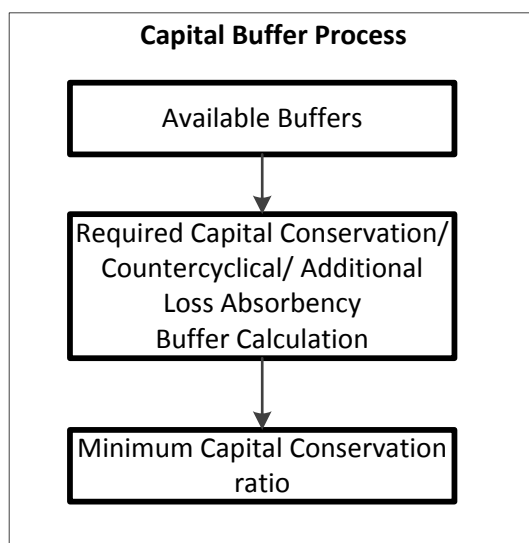 Capital Buffer Process
Available Buffers
Required Capital Conservation/
Countercyclical/ Additional
Loss Absorbency
Buffer Calculation
Minimum Capital Conservation
ratio